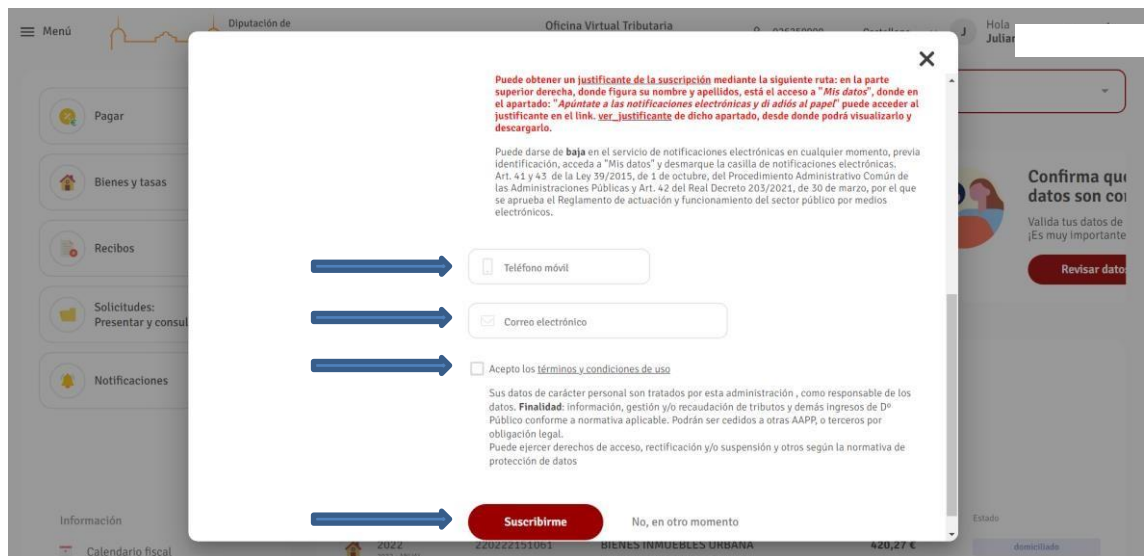 Menú
Diputación de
Oficina Virtual Tributaria
Castellano
J
Hola
Julian
Puede obtener un justificante de la suscripción mediante la siguiente ruta: en la parte
superior derecha, donde figura su nombre y apellidos, está el acceso a "Mis datos", donde en
el apartado: "Apúntate a las notificaciones electrónicas y di adiós al papel" puede acceder al
justificante en el link. ver_justificante de dicho apartado, desde donde podrá visualizarlo y
descargarlo.
Puede darse de baja en el servicio de notificaciones electrónicas en cualquier momento, previa
identificación, acceda a "Mis datos" y desmarque la casilla de notificaciones electrónicas.
Art. 41 y 43 de la Ley 39/2015, de 1 de octubre, del Procedimiento Administrativo Común de
las Administraciones Públicas y Art. 42 del Real Decreto 203/2021, de 30 de marzo, por el que
se aprueba el Reglamento de actuación y funcionamiento del sector público por medios
electrónicos.
Teléfono móvil
Correo electrónico
Acepto los términos y condiciones de uso
Sus datos de carácter personal son tratados por esta administración , como responsable de los
datos. Finalidad: información, gestión y/o recaudación de tributos y demás ingresos de Dº
Público conforme a normativa aplicable. Podrán ser cedidos a otras AAPP, o terceros por
obligación legal.
Puede ejercer derechos de acceso, rectificación y/o suspensión y otros según la normativa de
protección de datos
Suscribirme
No, en otro momento
Pagar
Bienes y tasas
Recibos
Solicitudes:
Presentar y consul
Notificaciones
Confirma que
datos son co
Valida tus datos de
¡Es muy importante
Revisar dato
Información
Calendario fiscal
2022
220222151061
BIENES INMUEBLES URBANA
420,27 €
Estado
domiciliado